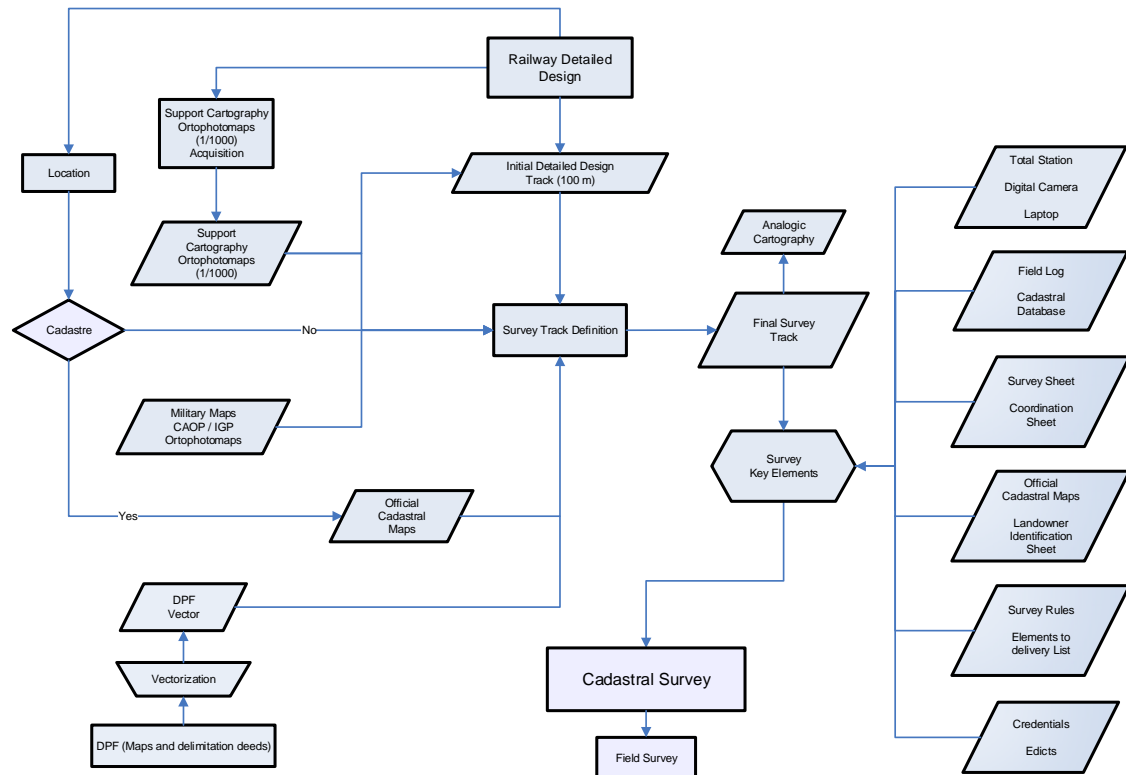 Railway Detailed
Design
Support Cartography
Ortophotomaps
(1/1000)
Acquisition
Location
Initial Detailed Design
Track (100 m)
Total Station
Digital Camera
Laptop
Support
Cartography
Ortophotomaps
(1/1000)
Analogic
Cartography
Field Log
Cadastral
Database
Cadastre
No
Survey Track Definition
Final Survey
Track
Survey Sheet
Coordination
Sheet
Military Maps
CAOP / IGP
Ortophotomaps
Survey
Key Elements
Official
Cadastral Maps
Landowner
Identification
Sheet
Yes
Official
Cadastral
Maps
DPF
Vector
Survey Rules
Elements to
delivery List
Vectorization
Cadastral Survey
DPF (Maps and delimitation deeds)
Field Survey
Credentials
Edicts